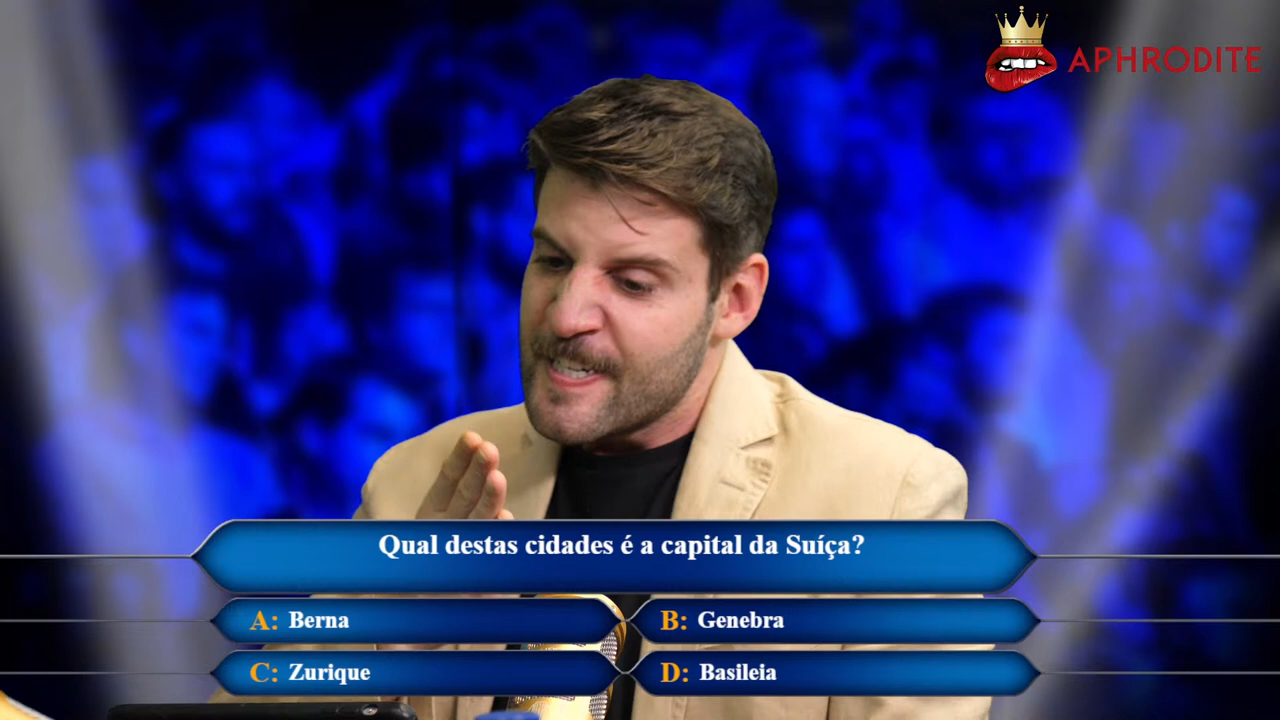 APHRODITE
Qual destas cidades é a capital da Suíça?
A: Berna
B: Genebra
C: Zurique
D: Basileia